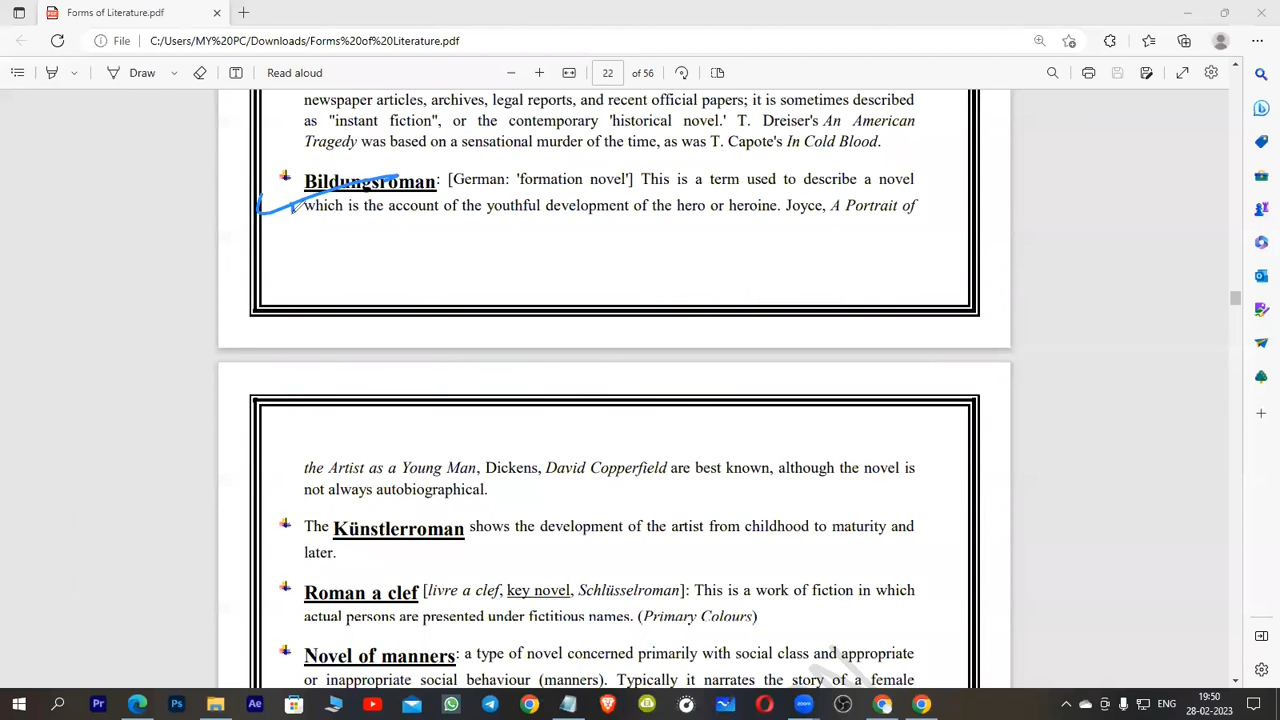 Forms of Literature.pdf
File C:/Users/MY%20PC/Downloads/Forms%20of%20Literature.pdf
Draw Read aloud 22 of 56
newspaper articles, archives, legal reports, and recent official papers; it is sometimes described
as "instant fiction", or the contemporary 'historical novel.' T. Dreiser's An American
Tragedy was based on a sensational murder of the time, as was T. Capote's In Cold Blood.
Bildungsroman: [German: 'formation novel'] This is a term used to describe a novel
which is the account of the youthful development of the hero or heroine. Joyce, A Portrait of
the Artist as a Young Man, Dickens, David Copperfield are best known, although the novel is
not always autobiographical.
The Künstlerroman shows the development of the artist from childhood to maturity and
later.
Roman a clef [livre a clef, key novel, Schlüsselroman]: This is a work of fiction in which
actual persons are presented under fictitious names. (Primary Colours)
Novel of manners: a type of novel concerned primarily with social class and appropriate
or inappropriate social behaviour (manners). Typically it narrates the story of a female
Pr Ps Ae zoom ENG 19:50
28-02-2023